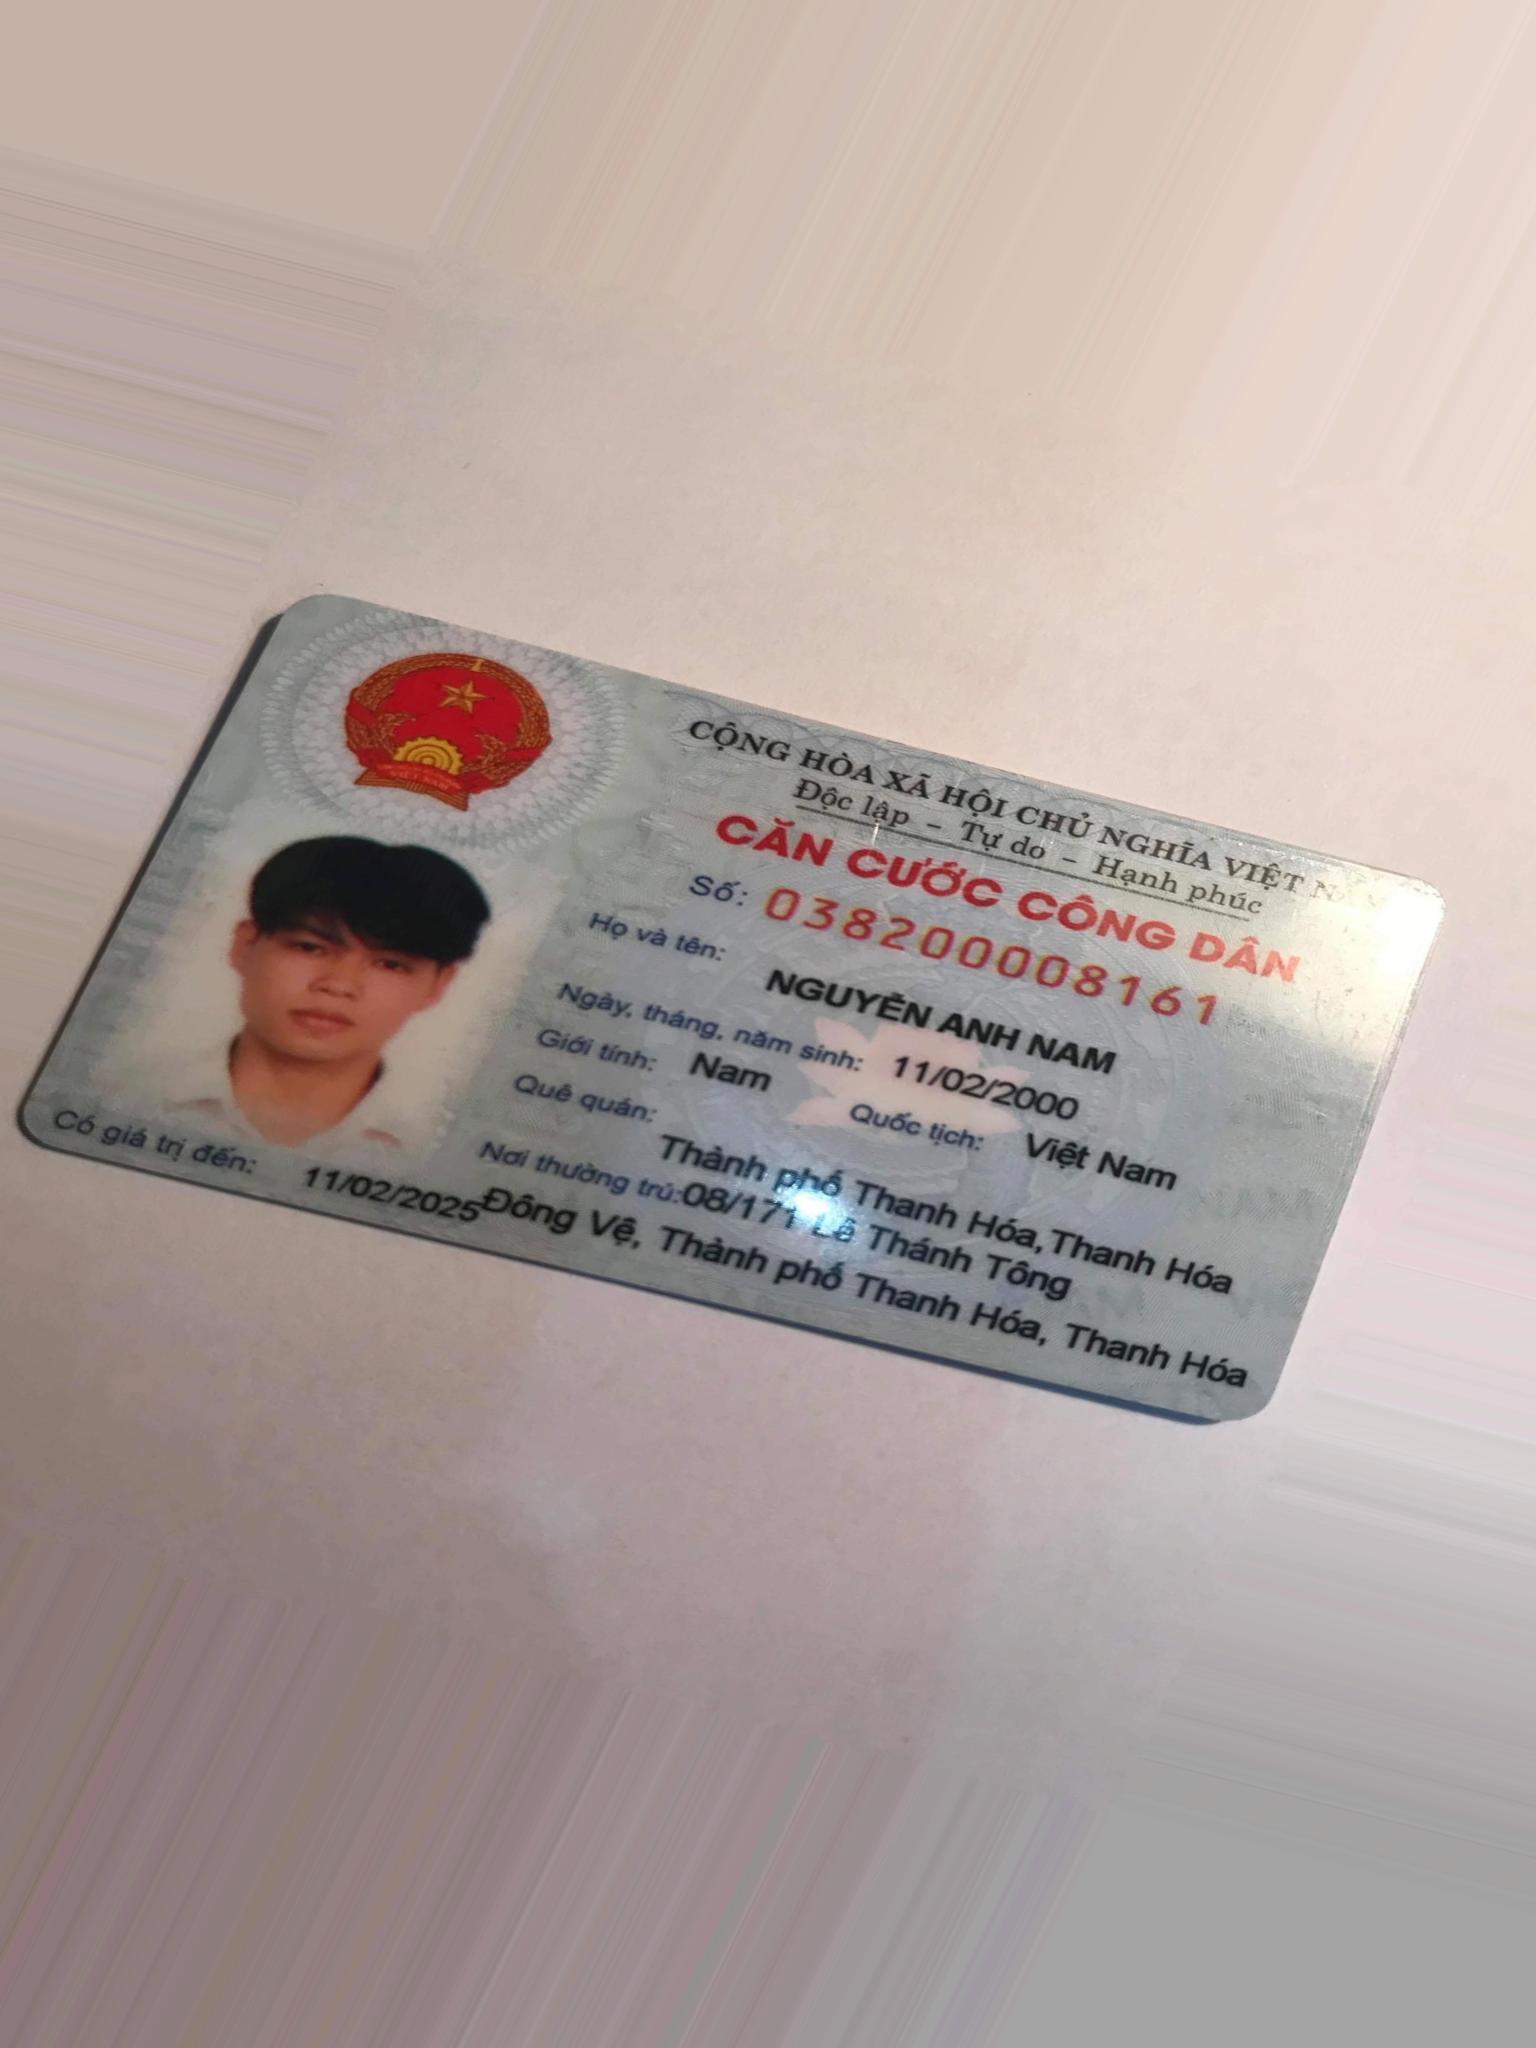 CỘNG HÒA XÃ HỘI CHỦ NGHĨA VIỆT
Độc lập - Tự do - Hạnh phúc
CĂN CƯỚC CÔNG DÂN
Số: 038200008161
Họ và tên:
NGUYỄN ANH NAM
Ngày, tháng, năm sinh: 11/02/2000
Giới tính: Nam Quốc tịch: Việt Nam
Quê quán:
Thành phố Thanh Hóa, Thanh Hóa
Nơi thường trú: 08/171 Lê Thánh Tông
Đông Vệ, Thành phố Thanh Hóa, Thanh Hóa
Có giá trị đến: 11/02/2025